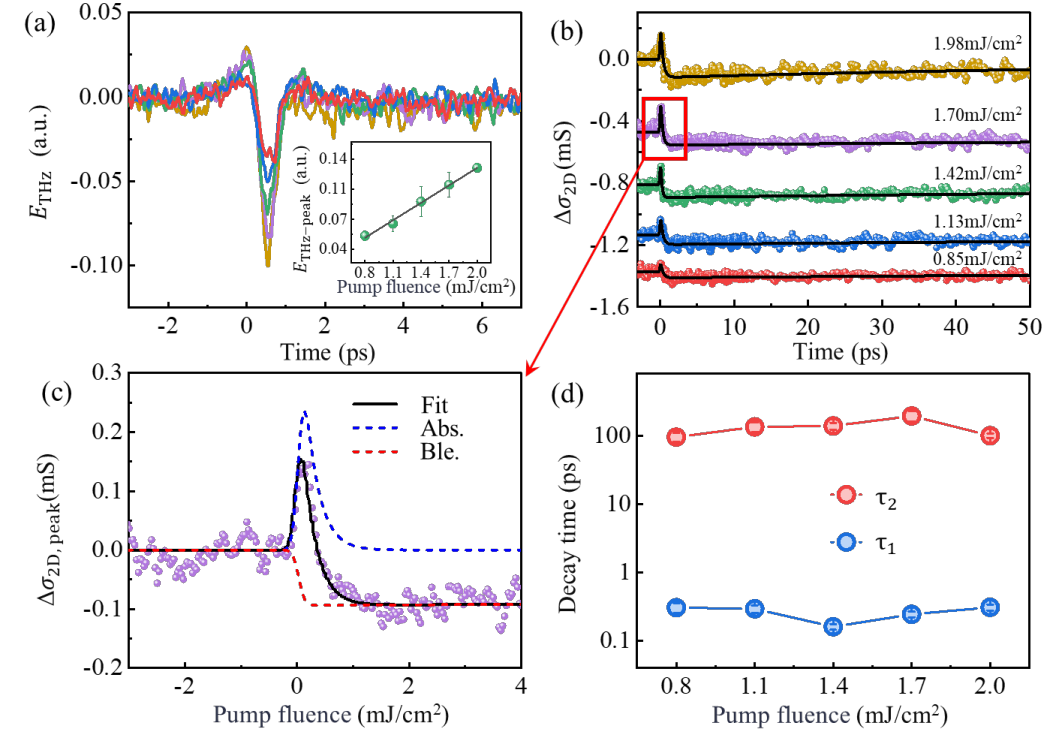 (a)
0.05
0.00
-0.05
-0.10
E_THz (a.u.)
-2 0 2 4 6
Time (ps)
0.14
0.11
0.07
0.04
E_THz−peak (a.u.)
0.8 1.1 1.4 1.7 2.0
Pump fluence (mJ/cm²)
(b)
0.0
-0.4
-0.8
-1.2
-1.6
Δσ_2D (mS)
1.98mJ/cm²
1.70mJ/cm²
1.42mJ/cm²
1.13mJ/cm²
0.85mJ/cm²
0 10 20 30 40 50
Time (ps)
(c)
0.3
0.2
0.1
0.0
-0.1
-0.2
Δσ_2D, peak(mS)
Fit
Abs.
Ble.
-2 0 2 4
Pump fluence (mJ/cm²)
(d)
100
10
1
0.1
Decay time (ps)
τ₂
τ₁
0.8 1.1 1.4 1.7 2.0
Pump fluence (mJ/cm²)